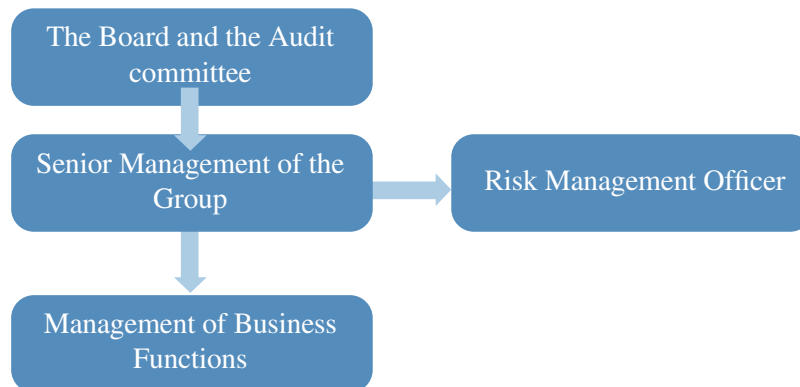 The Board and the Audit
committee
Senior Management of the
Group
Risk Management Officer
Management of Business
Functions